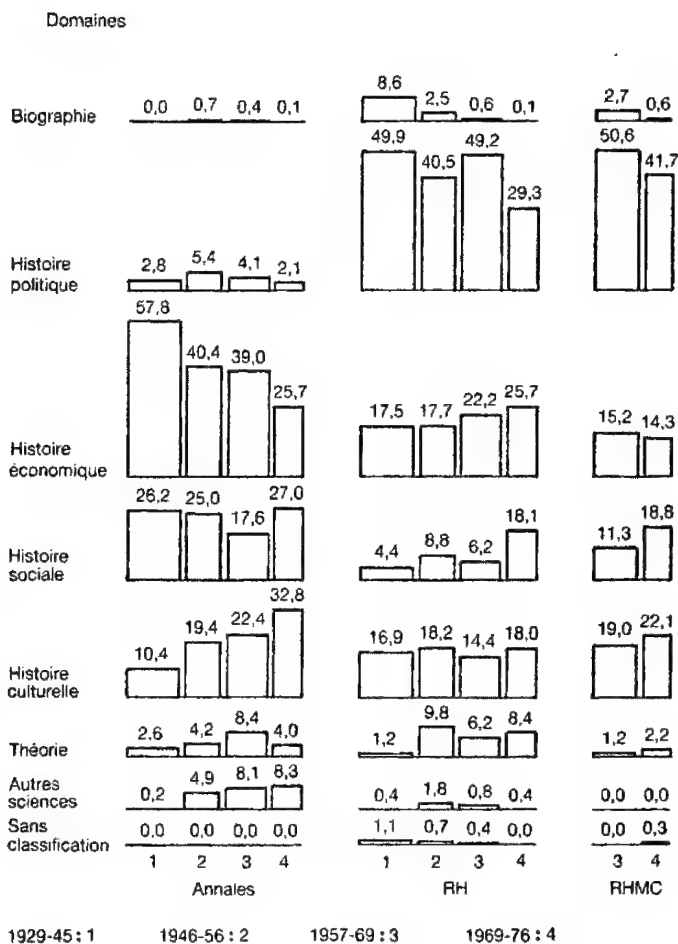 Domaines
Biographie 0,0 0,7 0,4 0,1 8,6 2,5 0,6 0,1 2,7 0,6
49,9 40,5 49,2 29,3 50,6 41,7
Histoire
politique 2,8 5,4 4,1 2,1
57,8 40,4 39,0 25,7
17,5 17,7 22,2 25,7 15,2 14,3
Histoire
économique
26,2 25,0 17,6 27,0
4,4 8,8 6,2 18,1 11,3 18,8
Histoire
sociale
10,4 19,4 22,4 32,8
16,9 18,2 14,4 18,0 19,0 22,1
Histoire
culturelle
Théorie 2,6 4,2 8,4 4,0 1,2 9,8 6,2 8,4 1,2 2,2
Autres
sciences 0,2 4,9 8,1 8,3 0,4 1,8 0,8 0,4 0,0 0,0
Sans
classification 0,0 0,0 0,0 0,0 1,1 0,7 0,4 0,0 0,0 0,3
1 2 3 4 1 2 3 4 3 4
Annales RH RHMC
1929-45 : 1 1946-56 : 2 1957-69 : 3 1969-76 : 4